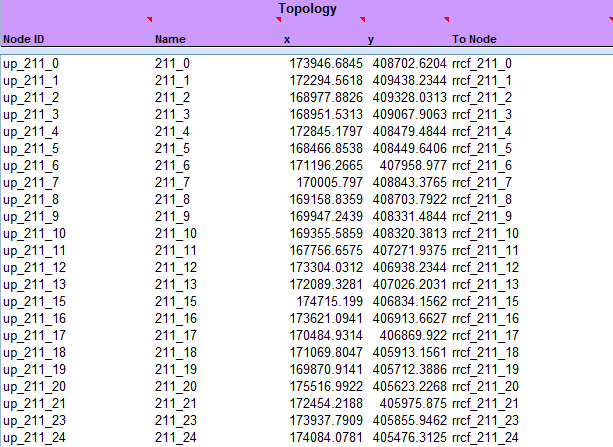 Topology
Node ID Name x y To Node
up_211_0 211_0 173946.6845 408702.6204 rrcf_211_0
up_211_1 211_1 172294.5618 409438.2344 rrcf_211_1
up_211_2 211_2 168977.8826 409328.0313 rrcf_211_2
up_211_3 211_3 168951.5313 409067.9063 rrcf_211_3
up_211_4 211_4 172845.1797 408479.4844 rrcf_211_4
up_211_5 211_5 168466.8538 408449.6406 rrcf_211_5
up_211_6 211_6 171196.2665 407958.977 rrcf_211_6
up_211_7 211_7 170005.797 408843.3765 rrcf_211_7
up_211_8 211_8 169158.8359 408703.7922 rrcf_211_8
up_211_9 211_9 169947.2439 408331.4844 rrcf_211_9
up_211_10 211_10 169355.5859 408320.3813 rrcf_211_10
up_211_11 211_11 167756.6575 407271.9375 rrcf_211_11
up_211_12 211_12 173304.0312 406938.2344 rrcf_211_12
up_211_13 211_13 172089.3281 407026.2031 rrcf_211_13
up_211_15 211_15 174715.199 406834.1562 rrcf_211_15
up_211_16 211_16 173621.0941 406913.6627 rrcf_211_16
up_211_17 211_17 170484.9314 406869.922 rrcf_211_17
up_211_18 211_18 171069.8047 405913.1561 rrcf_211_18
up_211_19 211_19 169870.9141 405712.3886 rrcf_211_19
up_211_20 211_20 175516.9922 405623.2268 rrcf_211_20
up_211_21 211_21 172454.2188 405975.875 rrcf_211_21
up_211_23 211_23 173937.7909 405855.9462 rrcf_211_23
up_211_24 211_24 174084.0781 405476.3125 rrcf_211_24